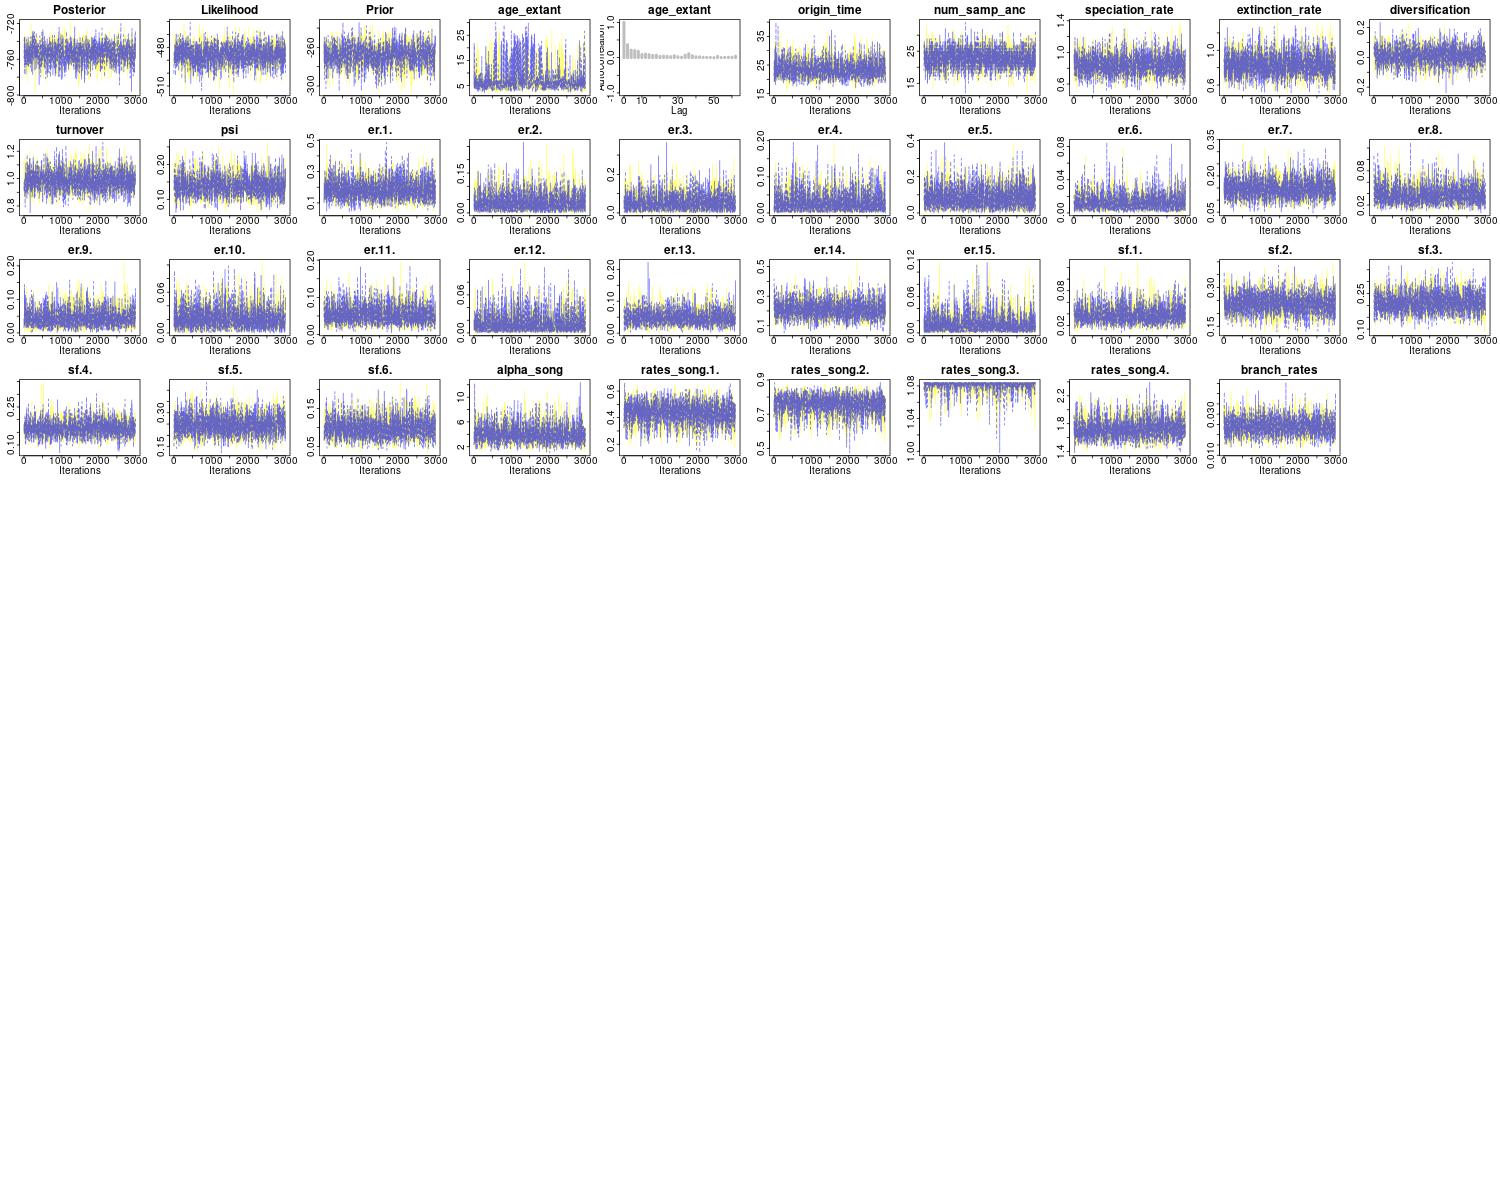 Posterior Likelihood Prior age_extant age_extant origin_time num_samp_anc speciation_rate extinction_rate diversification
-800 -760 -720 -510 -480 -300 -260 5 15 25 -1.0 0.0 1.0 15 25 35 15 25 0.6 1.0 1.4 0.6 1.0 -0.2 0.0 0.2
0 1000 2000 3000 0 1000 2000 3000 0 1000 2000 3000 0 1000 2000 3000 0 10 30 50 0 1000 2000 3000 0 1000 2000 3000 0 1000 2000 3000 0 1000 2000 3000 0 1000 2000 3000
Iterations Iterations Iterations Iterations Lag Iterations Iterations Iterations Iterations Iterations
turnover psi er.1. er.2. er.3. er.4. er.5. er.6. er.7. er.8.
0.8 1.0 1.2 0.10 0.20 0.1 0.3 0.5 0.00 0.15 0.0 0.2 0.00 0.10 0.20 0.0 0.2 0.4 0.00 0.04 0.08 0.05 0.20 0.35 0.02 0.08
0 1000 2000 3000 0 1000 2000 3000 0 1000 2000 3000 0 1000 2000 3000 0 1000 2000 3000 0 1000 2000 3000 0 1000 2000 3000 0 1000 2000 3000 0 1000 2000 3000 0 1000 2000 3000
Iterations Iterations Iterations Iterations Iterations Iterations Iterations Iterations Iterations Iterations
er.9. er.10. er.11. er.12. er.13. er.14. er.15. sf.1. sf.2. sf.3.
0.00 0.10 0.20 0.00 0.06 0.00 0.10 0.20 0.00 0.06 0.00 0.10 0.20 0.1 0.3 0.5 0.00 0.06 0.12 0.02 0.08 0.15 0.30 0.10 0.25
0 1000 2000 3000 0 1000 2000 3000 0 1000 2000 3000 0 1000 2000 3000 0 1000 2000 3000 0 1000 2000 3000 0 1000 2000 3000 0 1000 2000 3000 0 1000 2000 3000 0 1000 2000 3000
Iterations Iterations Iterations Iterations Iterations Iterations Iterations Iterations Iterations Iterations
sf.4. sf.5. sf.6. alpha_song rates_song.1. rates_song.2. rates_song.3. rates_song.4. branch_rates
0.10 0.25 0.15 0.30 0.05 0.15 2 6 10 0.2 0.4 0.6 0.5 0.7 0.9 1.00 1.04 1.08 1.4 1.8 2.2 0.010 0.030
0 1000 2000 3000 0 1000 2000 3000 0 1000 2000 3000 0 1000 2000 3000 0 1000 2000 3000 0 1000 2000 3000 0 1000 2000 3000 0 1000 2000 3000 0 1000 2000 3000
Iterations Iterations Iterations Iterations Iterations Iterations Iterations Iterations Iterations